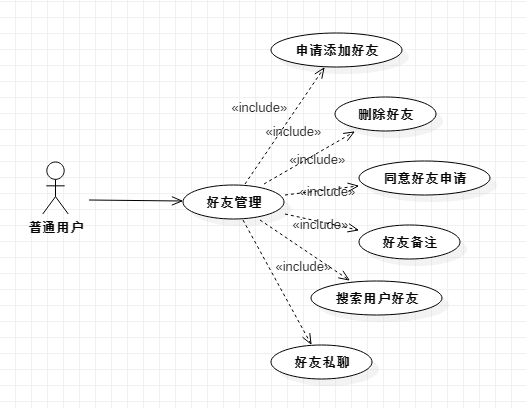 申请添加好友
«include»
删除好友
«include»
«include»
同意好友申请
«include»
好友管理
普通用户
«include»
好友备注
«include»
搜索用户好友
好友私聊